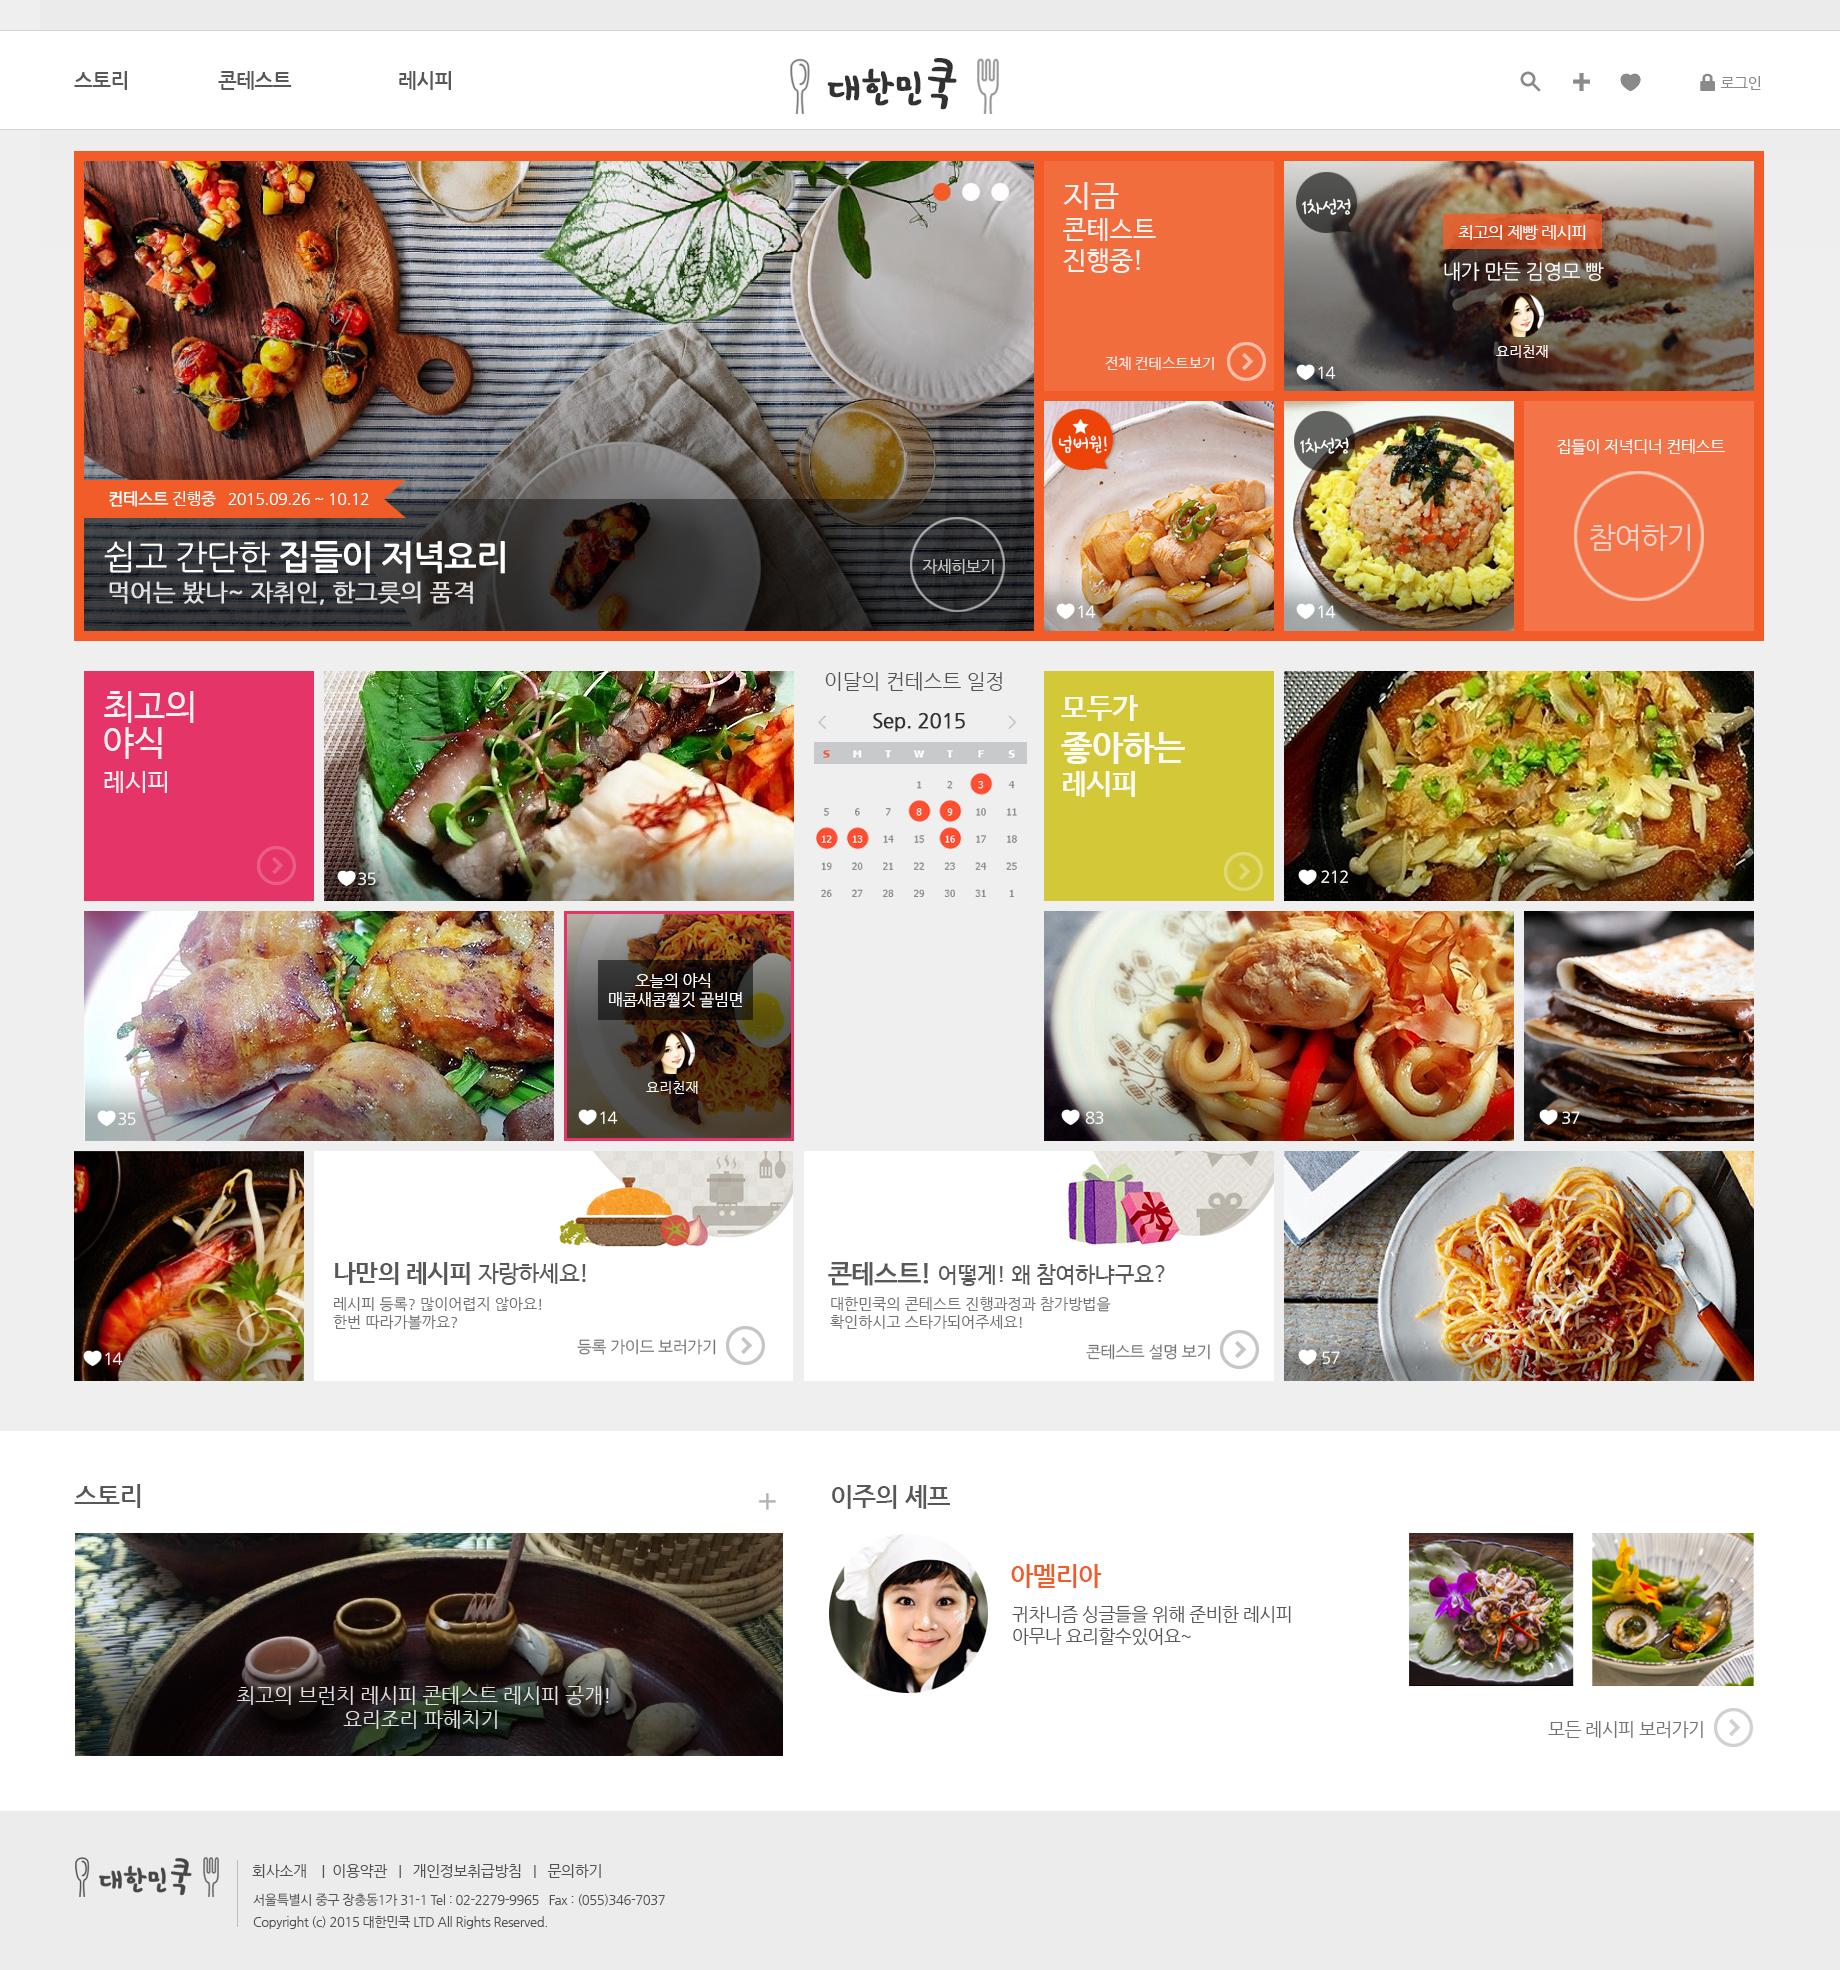 스토리
콘테스트
레시피
대한민쿡
로그인
지금
콘테스트
진행중!
전체 컨테스트보기
1차선정
최고의 제빵 레시피
내가 만든 김영모 빵
요리천재
14
컨테스트 진행중 2015.09.26 ~ 10.12
쉽고 간단한 집들이 저녁요리
먹어는 봤나~ 자취인, 한그릇의 품격
자세히보기
넘버원!
14
1차선정
14
집들이 저녁디너 컨테스트
참여하기
최고의
야식
레시피
35
이달의 컨테스트 일정
Sep. 2015
S M T W T F S
1 2 3 4
5 6 7 8 9 10 11
12 13 14 15 16 17 18
19 20 21 22 23 24 25
26 27 28 29 30 31 1
모두가
좋아하는
레시피
212
35
오늘의 야식
매콤새콤쭬깃 골빔면
요리천재
14
83
37
14
나만의 레시피 자랑하세요!
레시피 등록? 많이어렵지 않아요!
한번 따라가볼까요?
등록 가이드 보러가기
콘테스트! 어떻게! 왜 참여하냐구요?
대한민쿡의 콘테스트 진행과정과 참가방법을
확인하시고 스타가되어주세요!
콘테스트 설명 보기
57
스토리
최고의 브런치 레시피 콘테스트 레시피 공개!
요리조리 파헤치기
이주의 셰프
아멜리아
귀차니즘 싱글들을 위해 준비한 레시피
아무나 요리할수있어요~
모든 레시피 보러가기
대한민쿡
회사소개 | 이용약관 | 개인정보취급방침 | 문의하기
서울특별시 중구 장충동1가 31-1 Tel : 02-2279-9965 Fax : (055)346-7037
Copyright (c) 2015 대한민쿡 LTD All Rights Reserved.